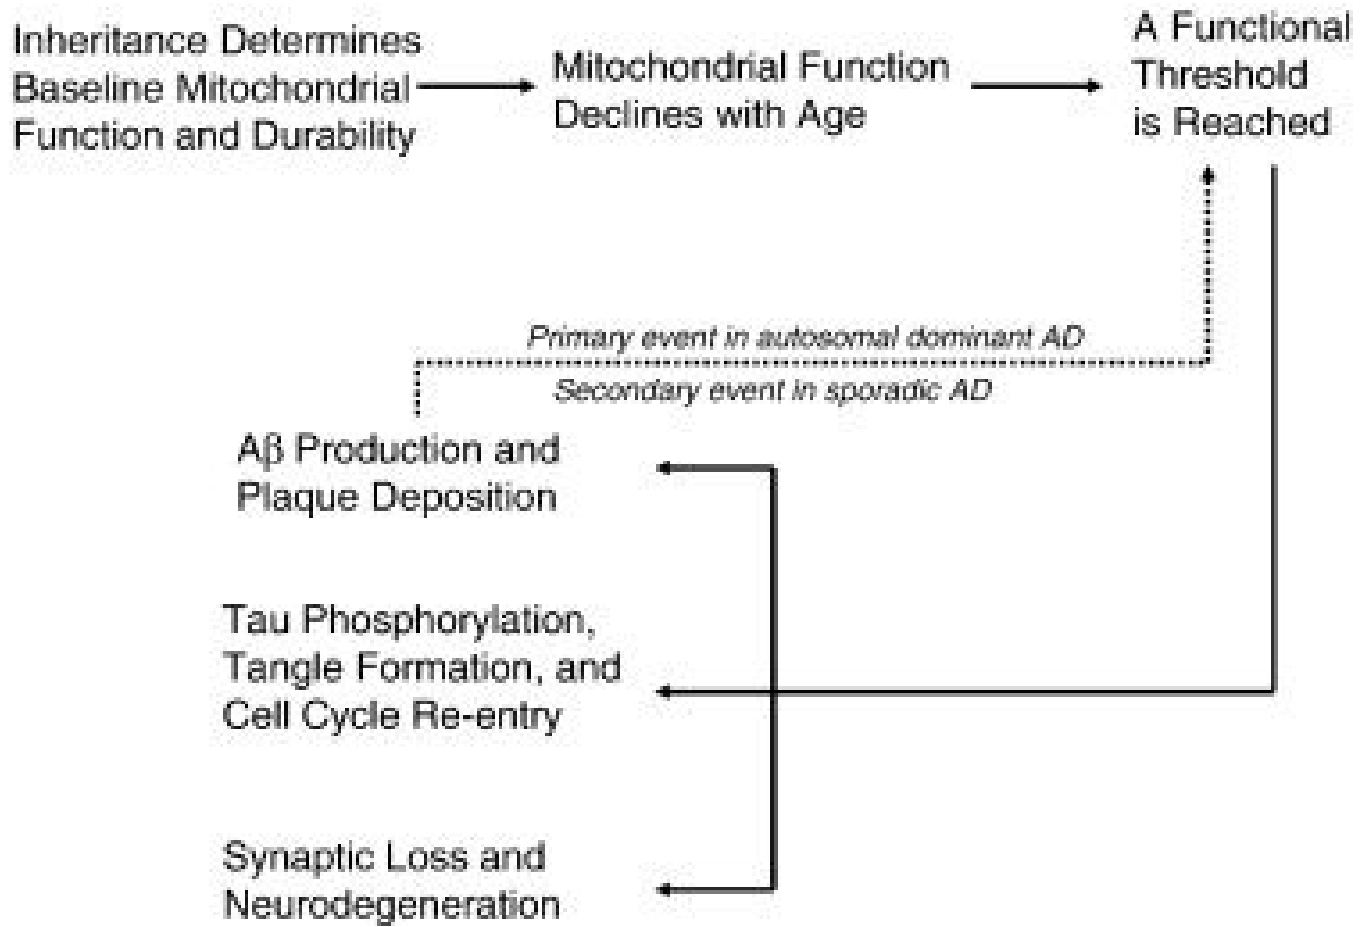 Inheritance Determines
Baseline Mitochondrial
Function and Durability
Mitochondrial Function
Declines with Age
A Functional
Threshold
is Reached
Primary event in autosomal dominant AD
Secondary event in sporadic AD
Aβ Production and
Plaque Deposition
Tau Phosphorylation,
Tangle Formation, and
Cell Cycle Re-entry
Synaptic Loss and
Neurodegeneration